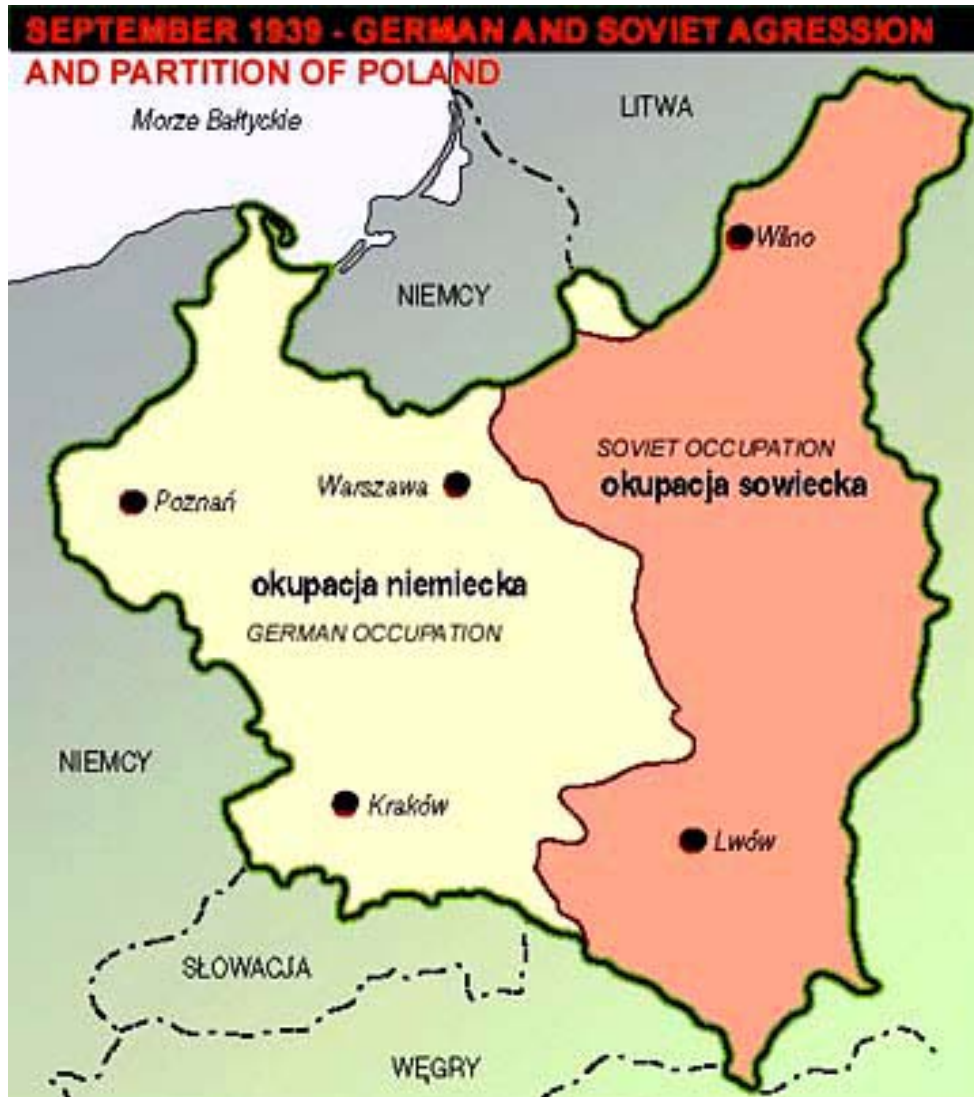 SEPTEMBER 1939 - GERMAN AND SOVIET AGRESSION
AND PARTITION OF POLAND
Morze Bałtyckie
LITWA
Wilno
NIEMCY
SOVIET OCCUPATION
okupacja sowiecka
Warszawa
Poznań
okupacja niemiecka
GERMAN OCCUPATION
NIEMCY
Kraków
Lwów
SŁOWACJA
WĘGRY